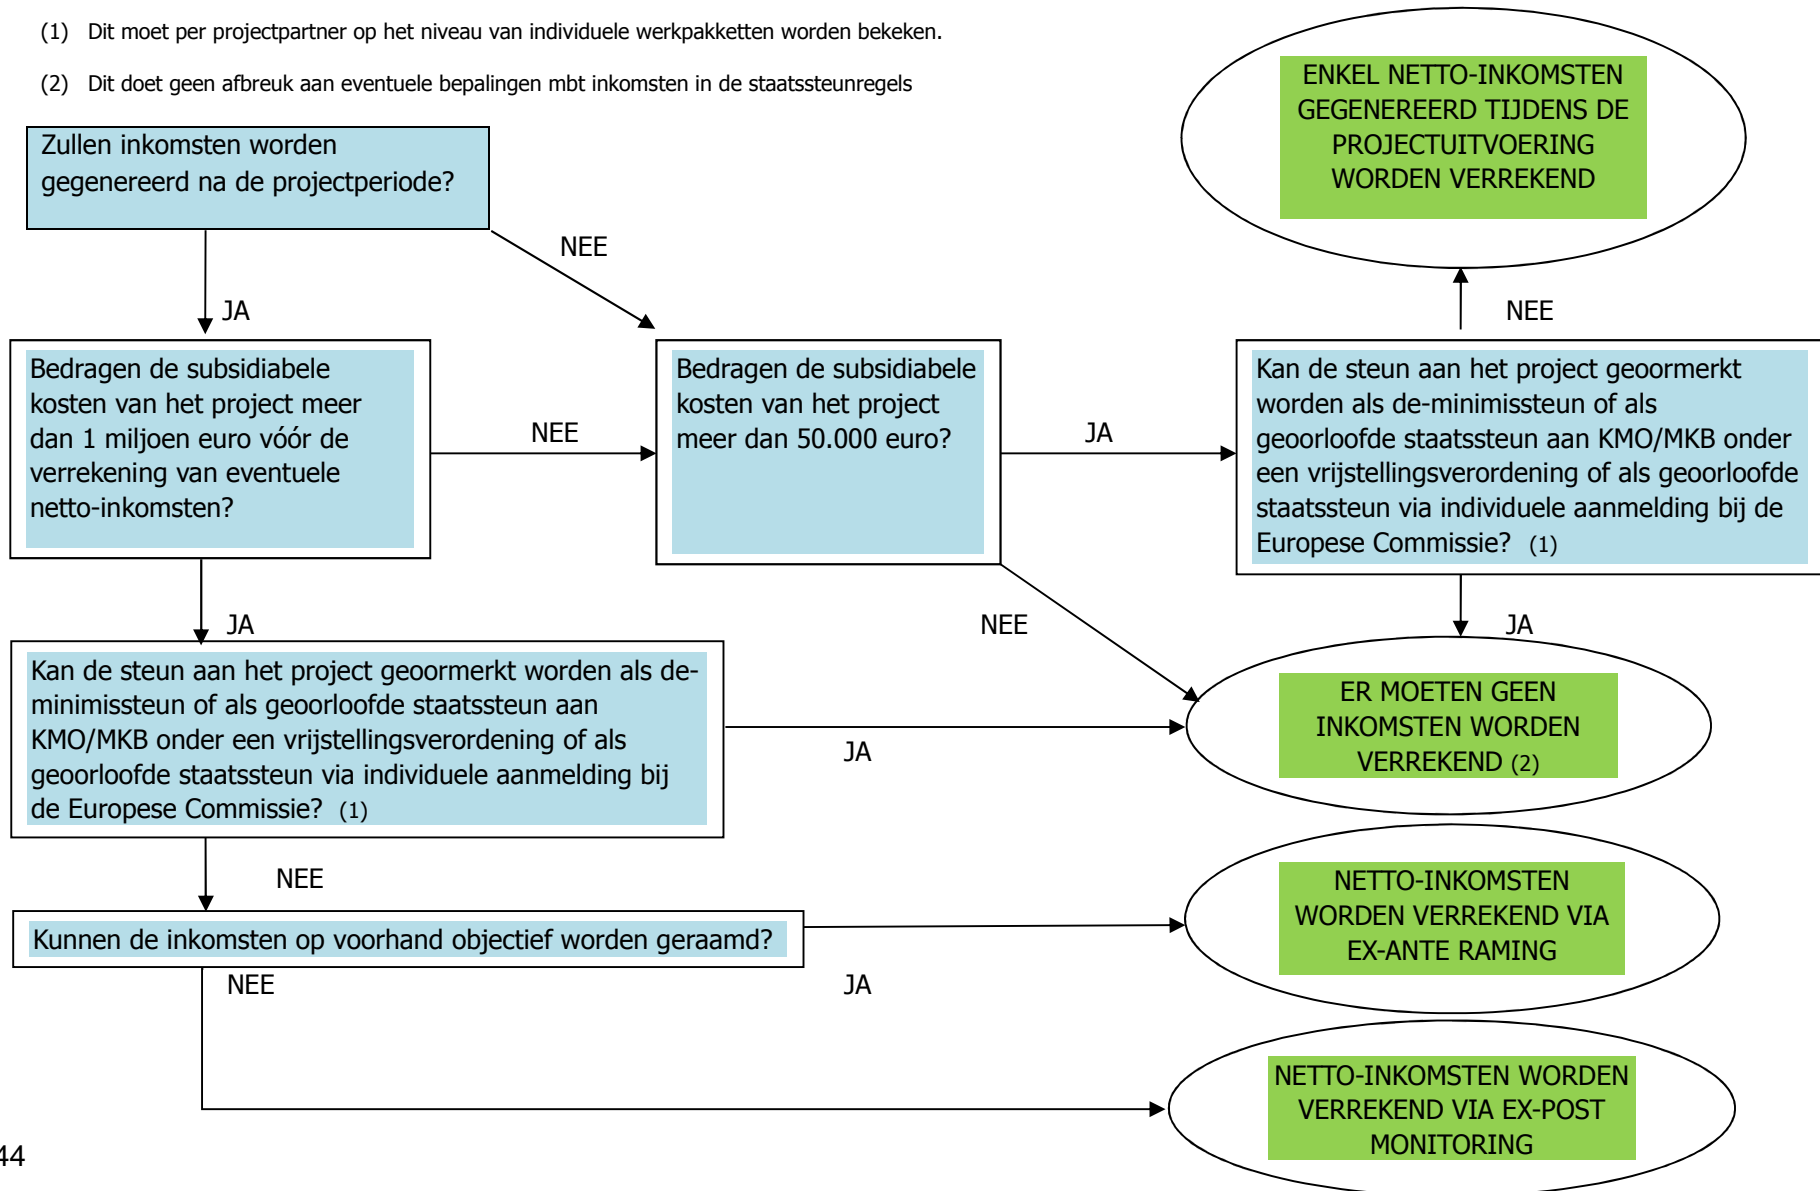 (1) Dit moet per projectpartner op het niveau van individuele werkpakketten worden bekeken.
(2) Dit doet geen afbreuk aan eventuele bepalingen mbt inkomsten in de staatssteunregels
ENKEL NETTO-INKOMSTEN
GEGENEREERD TIJDENS DE
PROJECTUITVOERING
WORDEN VERREKEND
Zullen inkomsten worden
gegenereerd na de projectperiode?
NEE
JA
NEE
Bedragen de subsidiabele
kosten van het project meer
dan 1 miljoen euro vóór de
verrekening van eventuele
netto-inkomsten?
NEE
Bedragen de subsidiabele
kosten van het project
meer dan 50.000 euro?
JA
Kan de steun aan het project geoormerkt
worden als de-minimissteun of als
geoorloofde staatssteun aan KMO/MKB onder
een vrijstellingsverordening of als geoorloofde
staatssteun via individuele aanmelding bij de
Europese Commissie? (1)
JA
NEE
JA
Kan de steun aan het project geoormerkt worden als de-
minimissteun of als geoorloofde staatssteun aan
KMO/MKB onder een vrijstellingsverordening of als
geoorloofde staatssteun via individuele aanmelding bij
de Europese Commissie? (1)
JA
ER MOETEN GEEN
INKOMSTEN WORDEN
VERREKEND (2)
NEE
NETTO-INKOMSTEN
WORDEN VERREKEND VIA
EX-ANTE RAMING
Kunnen de inkomsten op voorhand objectief worden geraamd?
NEE
JA
NETTO-INKOMSTEN WORDEN
VERREKEND VIA EX-POST
MONITORING
44